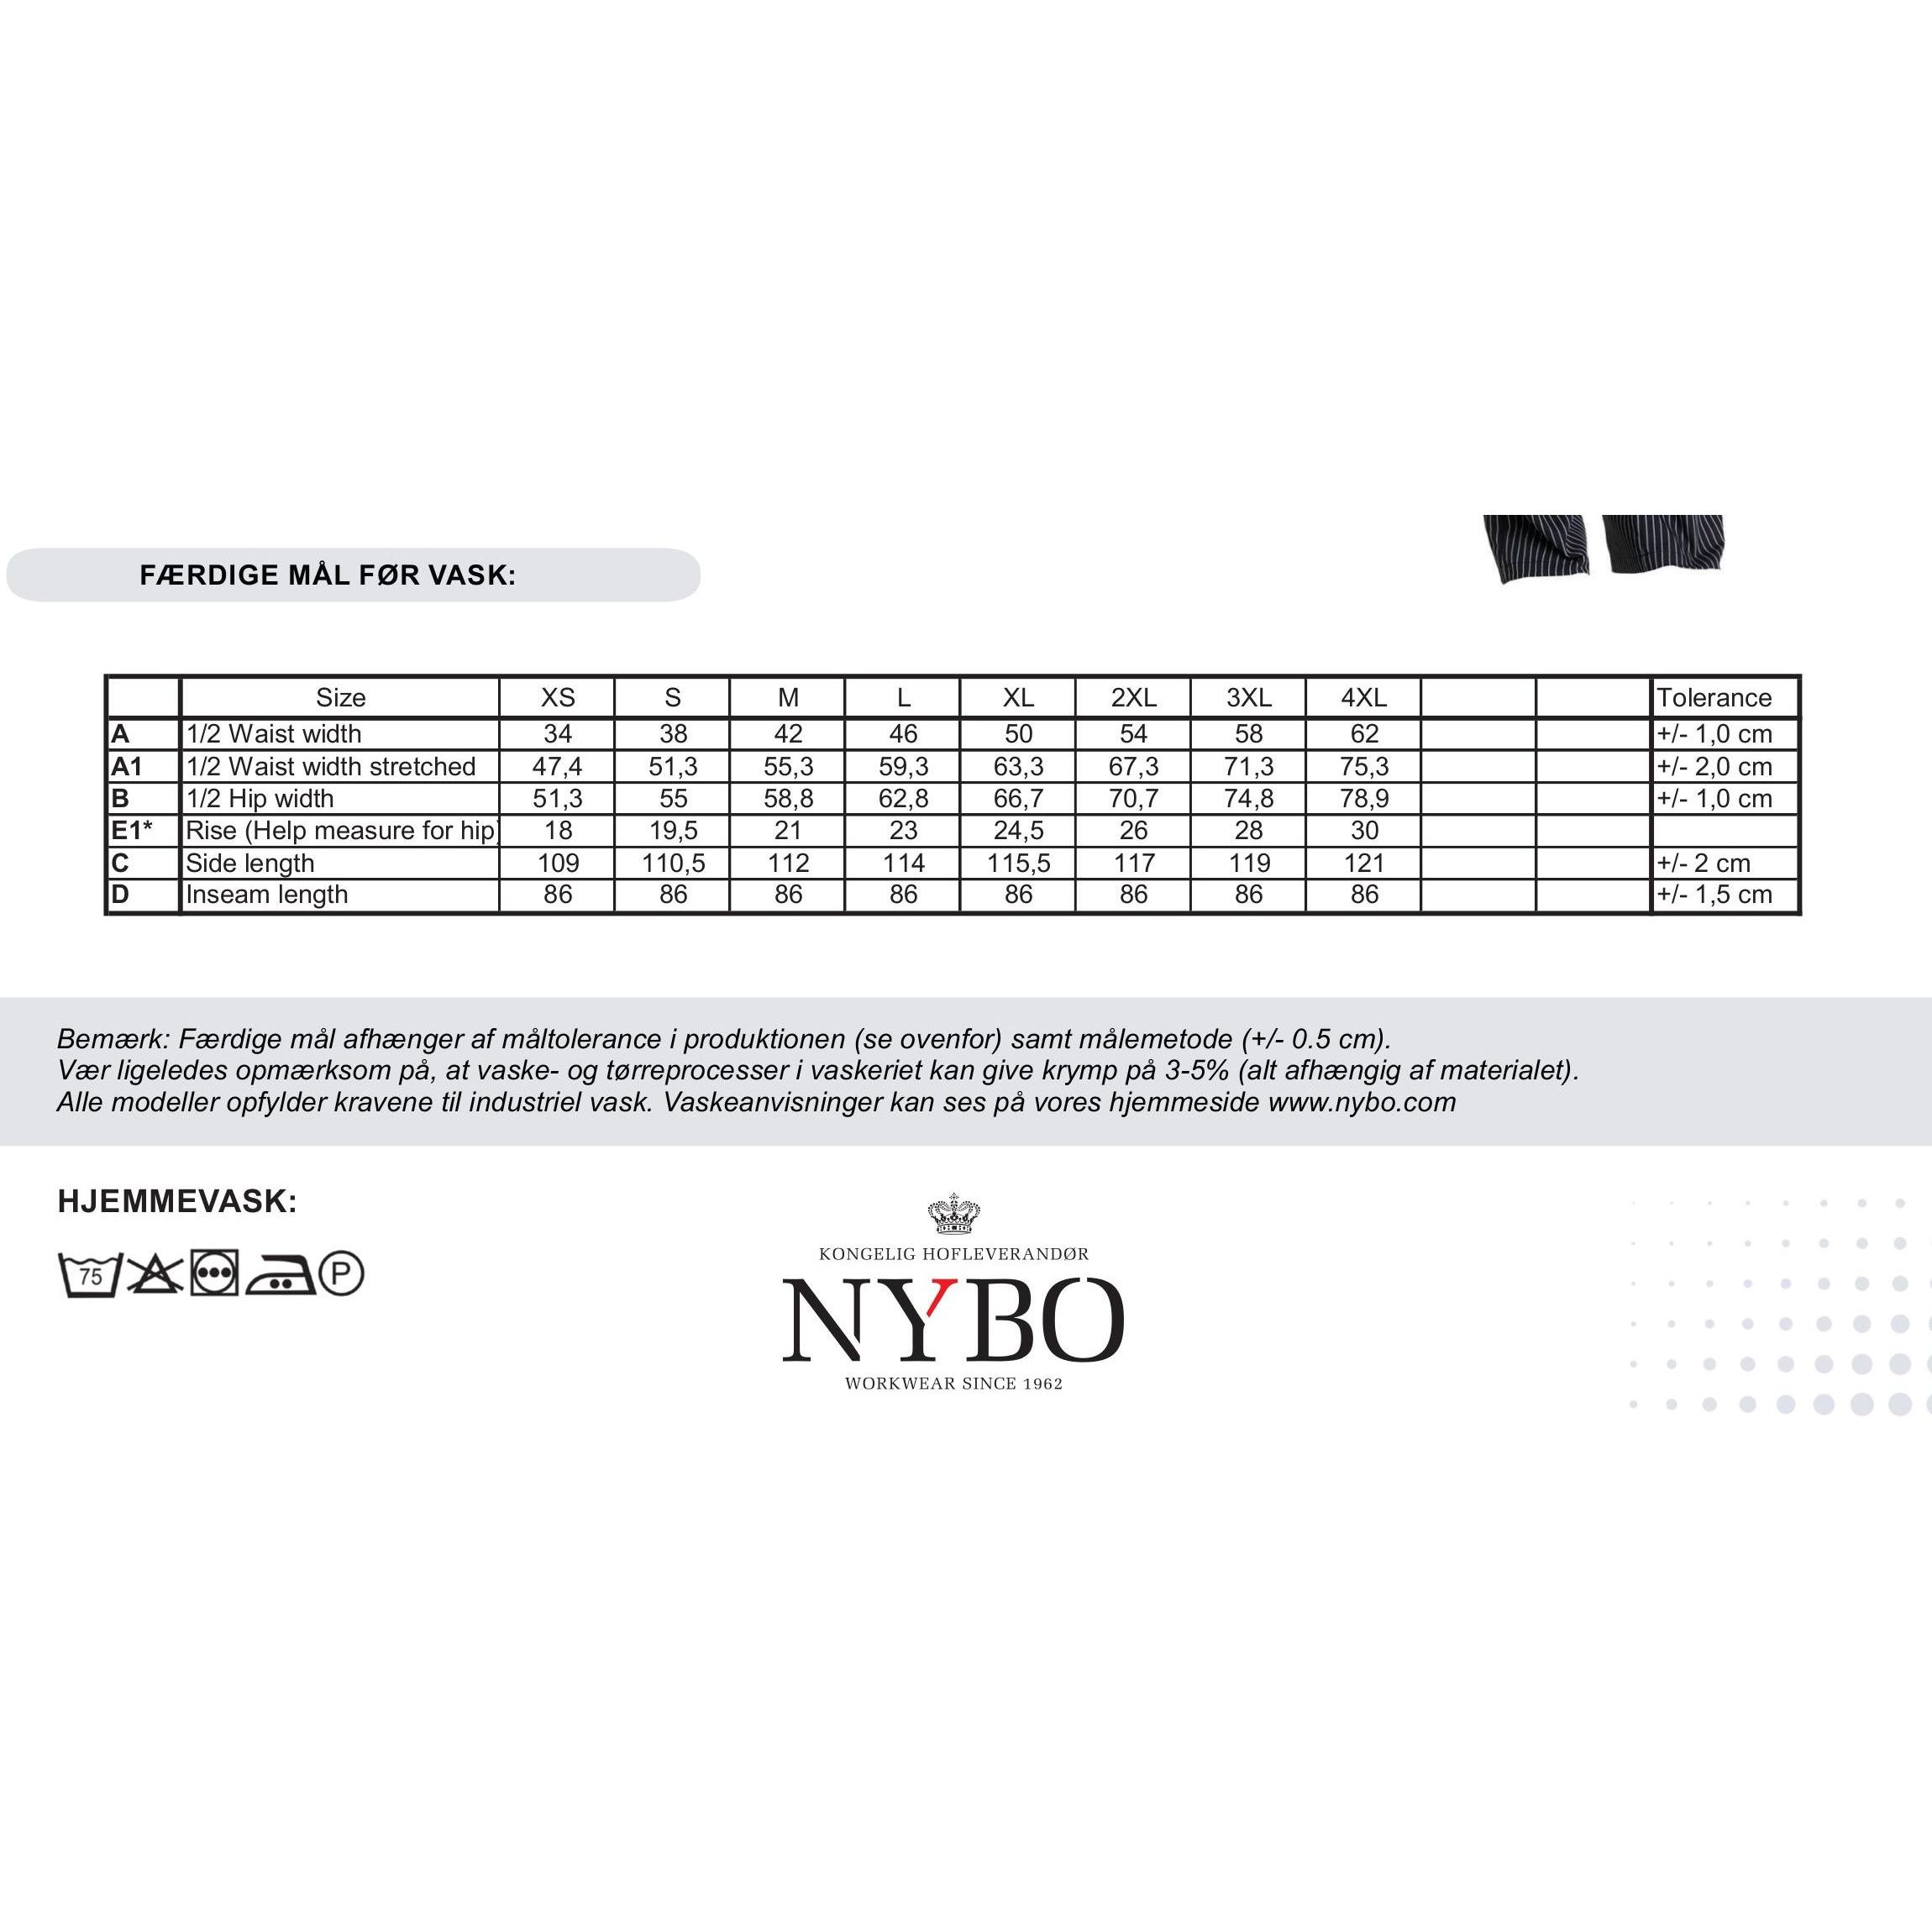 FÆRDIGE MÅL FØR VASK:
Size XS S M L XL 2XL 3XL 4XL Tolerance
A 1/2 Waist width 34 38 42 46 50 54 58 62 +/- 1,0 cm
A1 1/2 Waist width stretched 47,4 51,3 55,3 59,3 63,3 67,3 71,3 75,3 +/- 2,0 cm
B 1/2 Hip width 51,3 55 58,8 62,8 66,7 70,7 74,8 78,9 +/- 1,0 cm
E1* Rise (Help measure for hip) 18 19,5 21 23 24,5 26 28 30
C Side length 109 110,5 112 114 115,5 117 119 121 +/- 2 cm
D Inseam length 86 86 86 86 86 86 86 86 +/- 1,5 cm
Bemærk: Færdige mål afhænger af måltolerance i produktionen (se ovenfor) samt målemetode (+/- 0.5 cm).
Vær ligeledes opmærksom på, at vaske- og tørreprocesser i vaskeriet kan give krymp på 3-5% (alt afhængig af materialet).
Alle modeller opfylder kravene til industriel vask. Vaskeanvisninger kan ses på vores hjemmeside www.nybo.com
HJEMMEVASK:
75 P
KONGELIG HOFLEVERANDØR
NYBO
WORKWEAR SINCE 1962